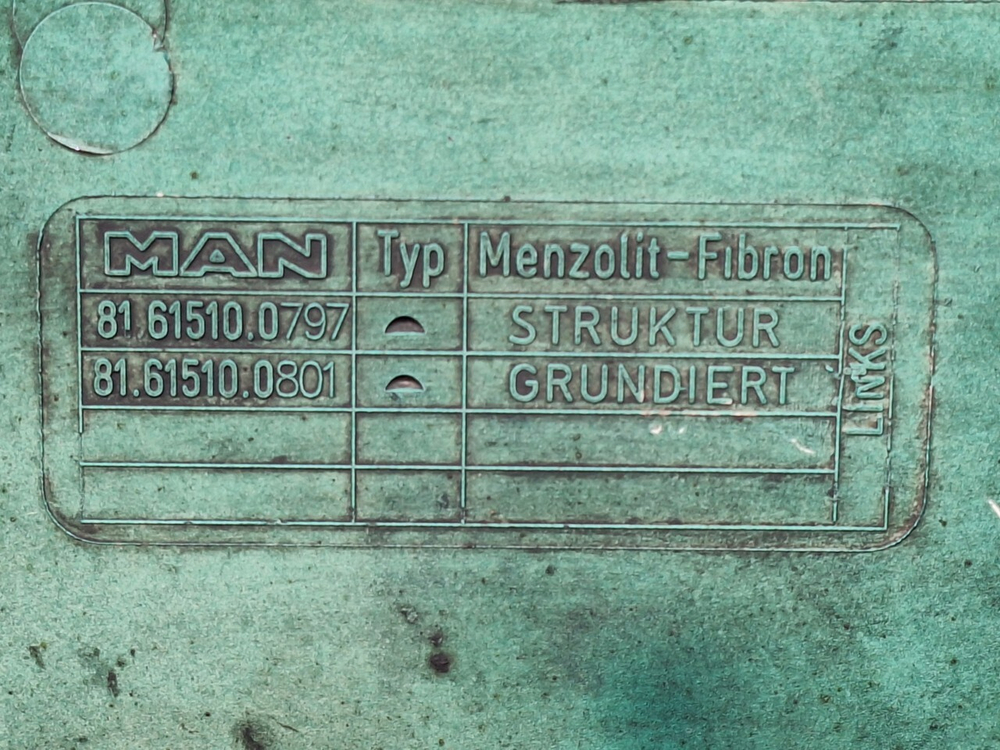 MAN Typ Menzolit-Fibron
81.61510.0797 STRUKTUR
81.61510.0801 GRUNDIERT
LINKS